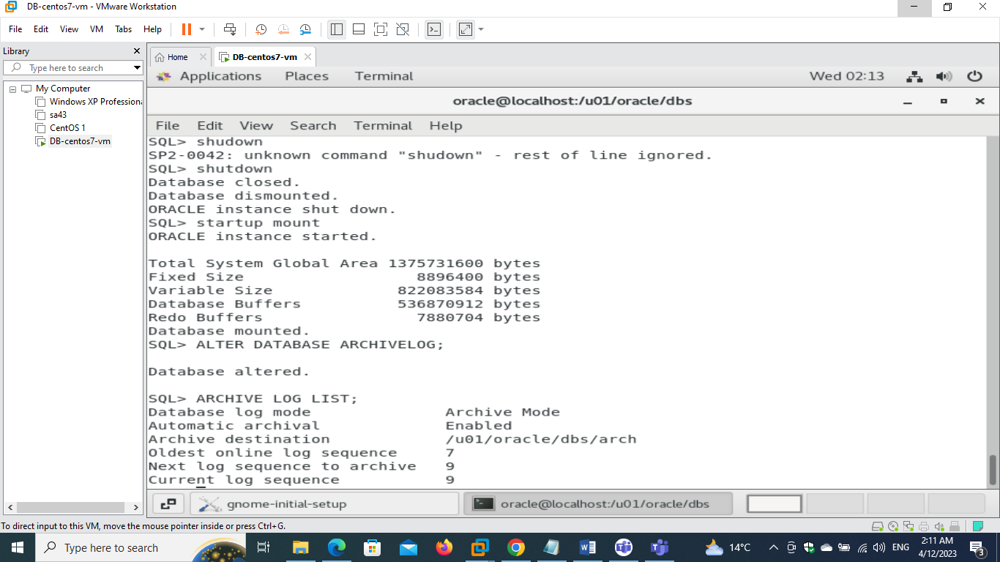 DB-centos7-vm - VMware Workstation
File Edit View VM Tabs Help
Library
Type here to search
My Computer
Windows XP Professiona
sa43
CentOS 1
DB-centos7-vm
Home DB-centos7-vm
Applications Places Terminal Wed 02:13
oracle@localhost:/u01/oracle/dbs
File Edit View Search Terminal Help
SQL> shudown
SP2-0042: unknown command "shudown" - rest of line ignored.
SQL> shutdown
Database closed.
Database dismounted.
ORACLE instance shut down.
SQL> startup mount
ORACLE instance started.
Total System Global Area 1375731600 bytes
Fixed Size 8896400 bytes
Variable Size 822083584 bytes
Database Buffers 536870912 bytes
Redo Buffers 7880704 bytes
Database mounted.
SQL> ALTER DATABASE ARCHIVELOG;
Database altered.
SQL> ARCHIVE LOG LIST;
Database log mode Archive Mode
Automatic archival Enabled
Archive destination /u01/oracle/dbs/arch
Oldest online log sequence 7
Next log sequence to archive 9
Current log sequence 9
gnome-initial-setup oracle@localhost:/u01/oracle/dbs
To direct input to this VM, move the mouse pointer inside or press Ctrl+G.
Type here to search 14°C ENG 2:11 AM
4/12/2023 3